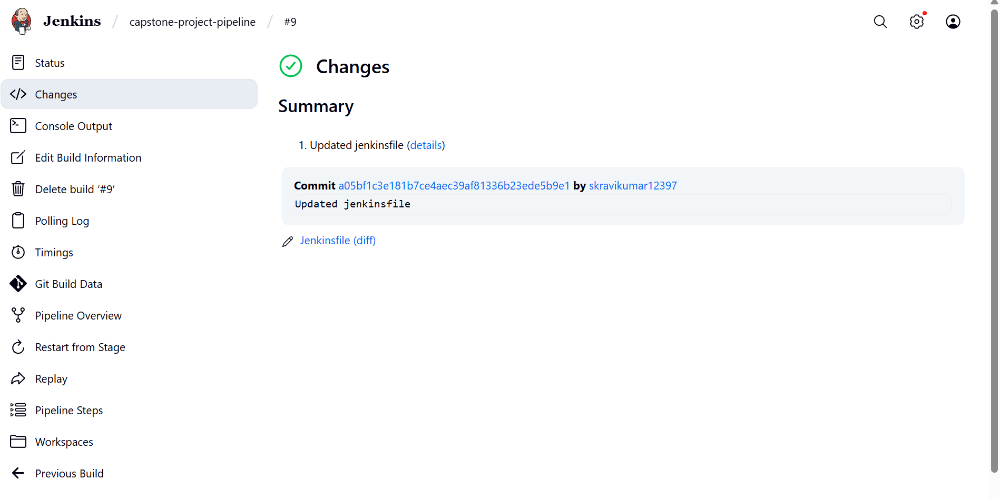 Jenkins / capstone-project-pipeline / #9
Status
Changes
Console Output
Edit Build Information
Delete build ‘#9’
Polling Log
Timings
Git Build Data
Pipeline Overview
Restart from Stage
Replay
Pipeline Steps
Workspaces
Previous Build
Changes
Summary
1. Updated jenkinsfile (details)
Commit a05bf1c3e181b7ce4aec39af81336b23ede5b9e1 by skravikumar12397
Updated jenkinsfile
Jenkinsfile (diff)